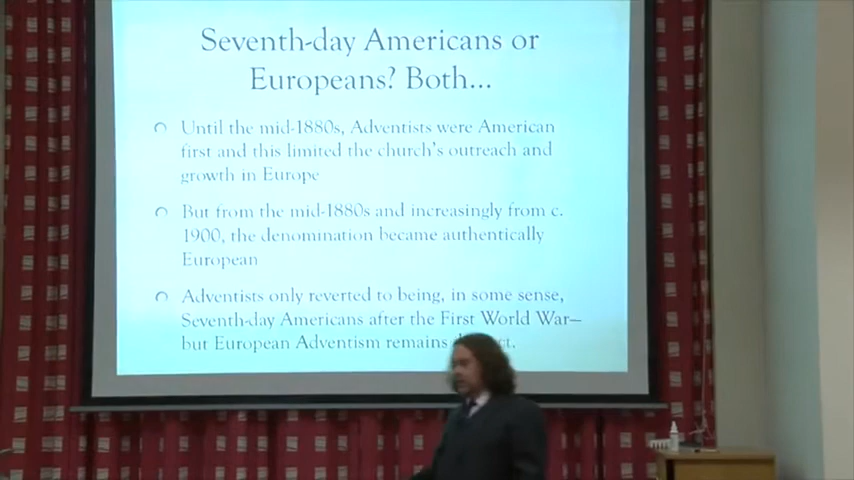 Seventh-day Americans or
Europeans? Both...
Until the mid-1880s, Adventists were American
first and this limited the church's outreach and
growth in Europe
But from the mid-1880s and increasingly from c.
1900, the denomination became authentically
European
Adventists only reverted to being, in some sense,
Seventh-day Americans after the First World War—
but European Adventism remains